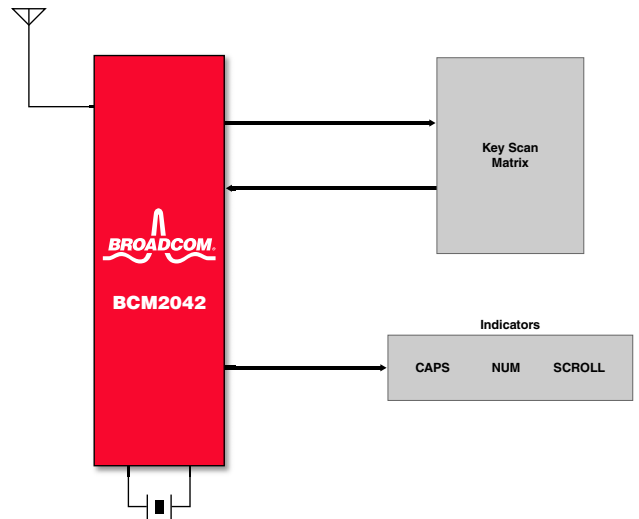 Key Scan
Matrix
BROADCOM®
BCM2042
Indicators
CAPS NUM SCROLL